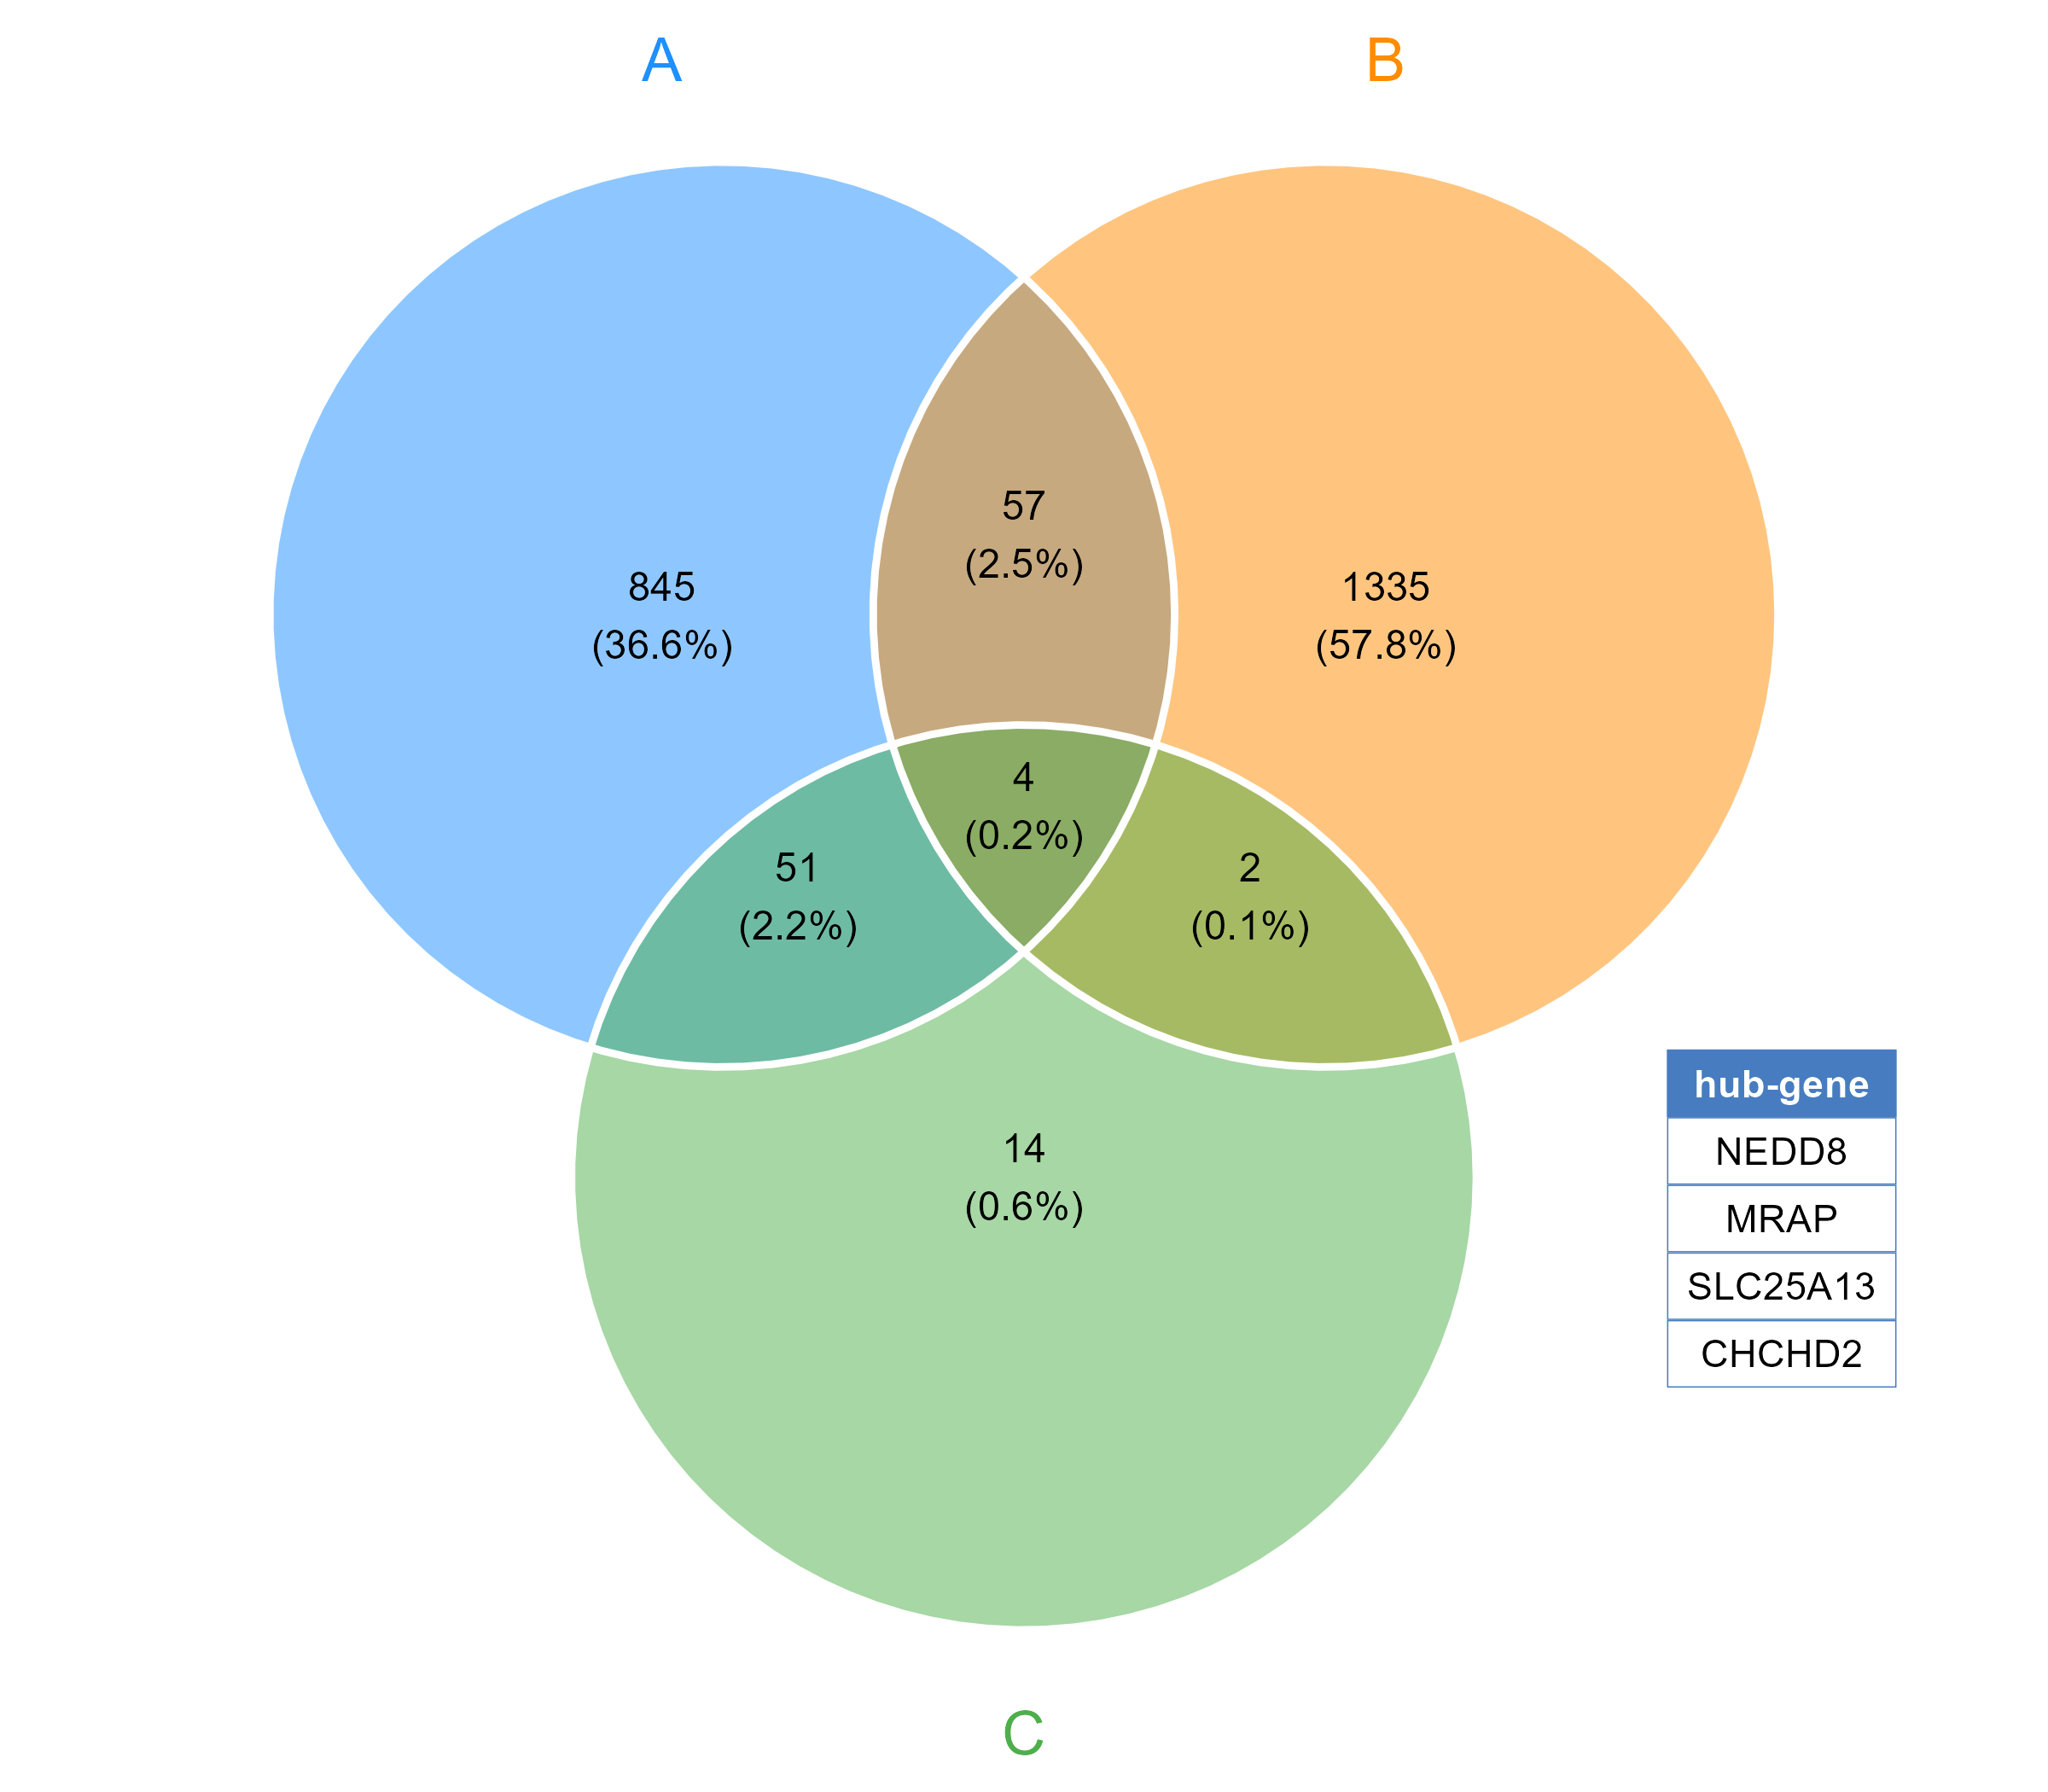 A
B
57
(2.5%)
845
(36.6%)
1335
(57.8%)
4
(0.2%)
51
(2.2%)
2
(0.1%)
14
(0.6%)
hub-gene
NEDD8
MRAP
SLC25A13
CHCHD2
C